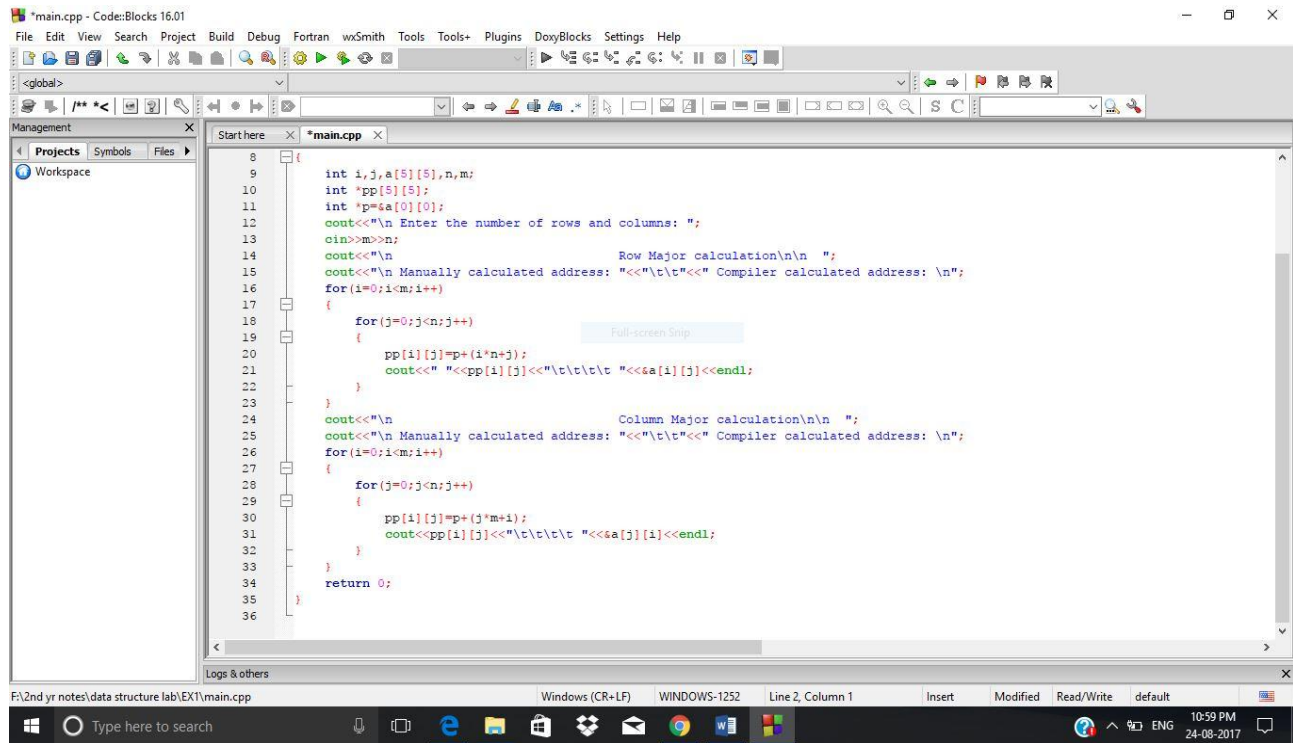 *main.cpp - Code::Blocks 16.01
File Edit View Search Project Build Debug Fortran wxSmith Tools Tools+ Plugins DoxyBlocks Settings Help
<global>
/** *<
S C
Management
Start here *main.cpp
Projects Symbols Files
Workspace
8 {
9 int i,j,a[5][5],n,m;
10 int *pp[5][5];
11 int *p=&a[0][0];
12 cout<<"\n Enter the number of rows and columns: ";
13 cin>>m>>n;
14 cout<<"\n Row Major calculation\n\n ";
15 cout<<"\n Manually calculated address: "<<"\t\t"<<" Compiler calculated address: \n";
16 for(i=0;i<m;i++)
17 {
18 for(j=0;j<n;j++)
Full-screen Snip
19 {
20 pp[i][j]=p+(i*n+j);
21 cout<<" "<<pp[i][j]<<"\t\t\t\t "<<&a[i][j]<<endl;
22 }
23 }
24 cout<<"\n Column Major calculation\n\n ";
25 cout<<"\n Manually calculated address: "<<"\t\t"<<" Compiler calculated address: \n";
26 for(i=0;i<m;i++)
27 {
28 for(j=0;j<n;j++)
29 {
30 pp[i][j]=p+(j*m+i);
31 cout<<pp[i][j]<<"\t\t\t\t "<<&a[j][i]<<endl;
32 }
33 }
34 return 0;
35 }
36
Logs & others
F:\2nd yr notes\data structure lab\EX1\main.cpp Windows (CR+LF) WINDOWS-1252 Line 2, Column 1 Insert Modified Read/Write default
Type here to search
ENG
10:59 PM
24-08-2017